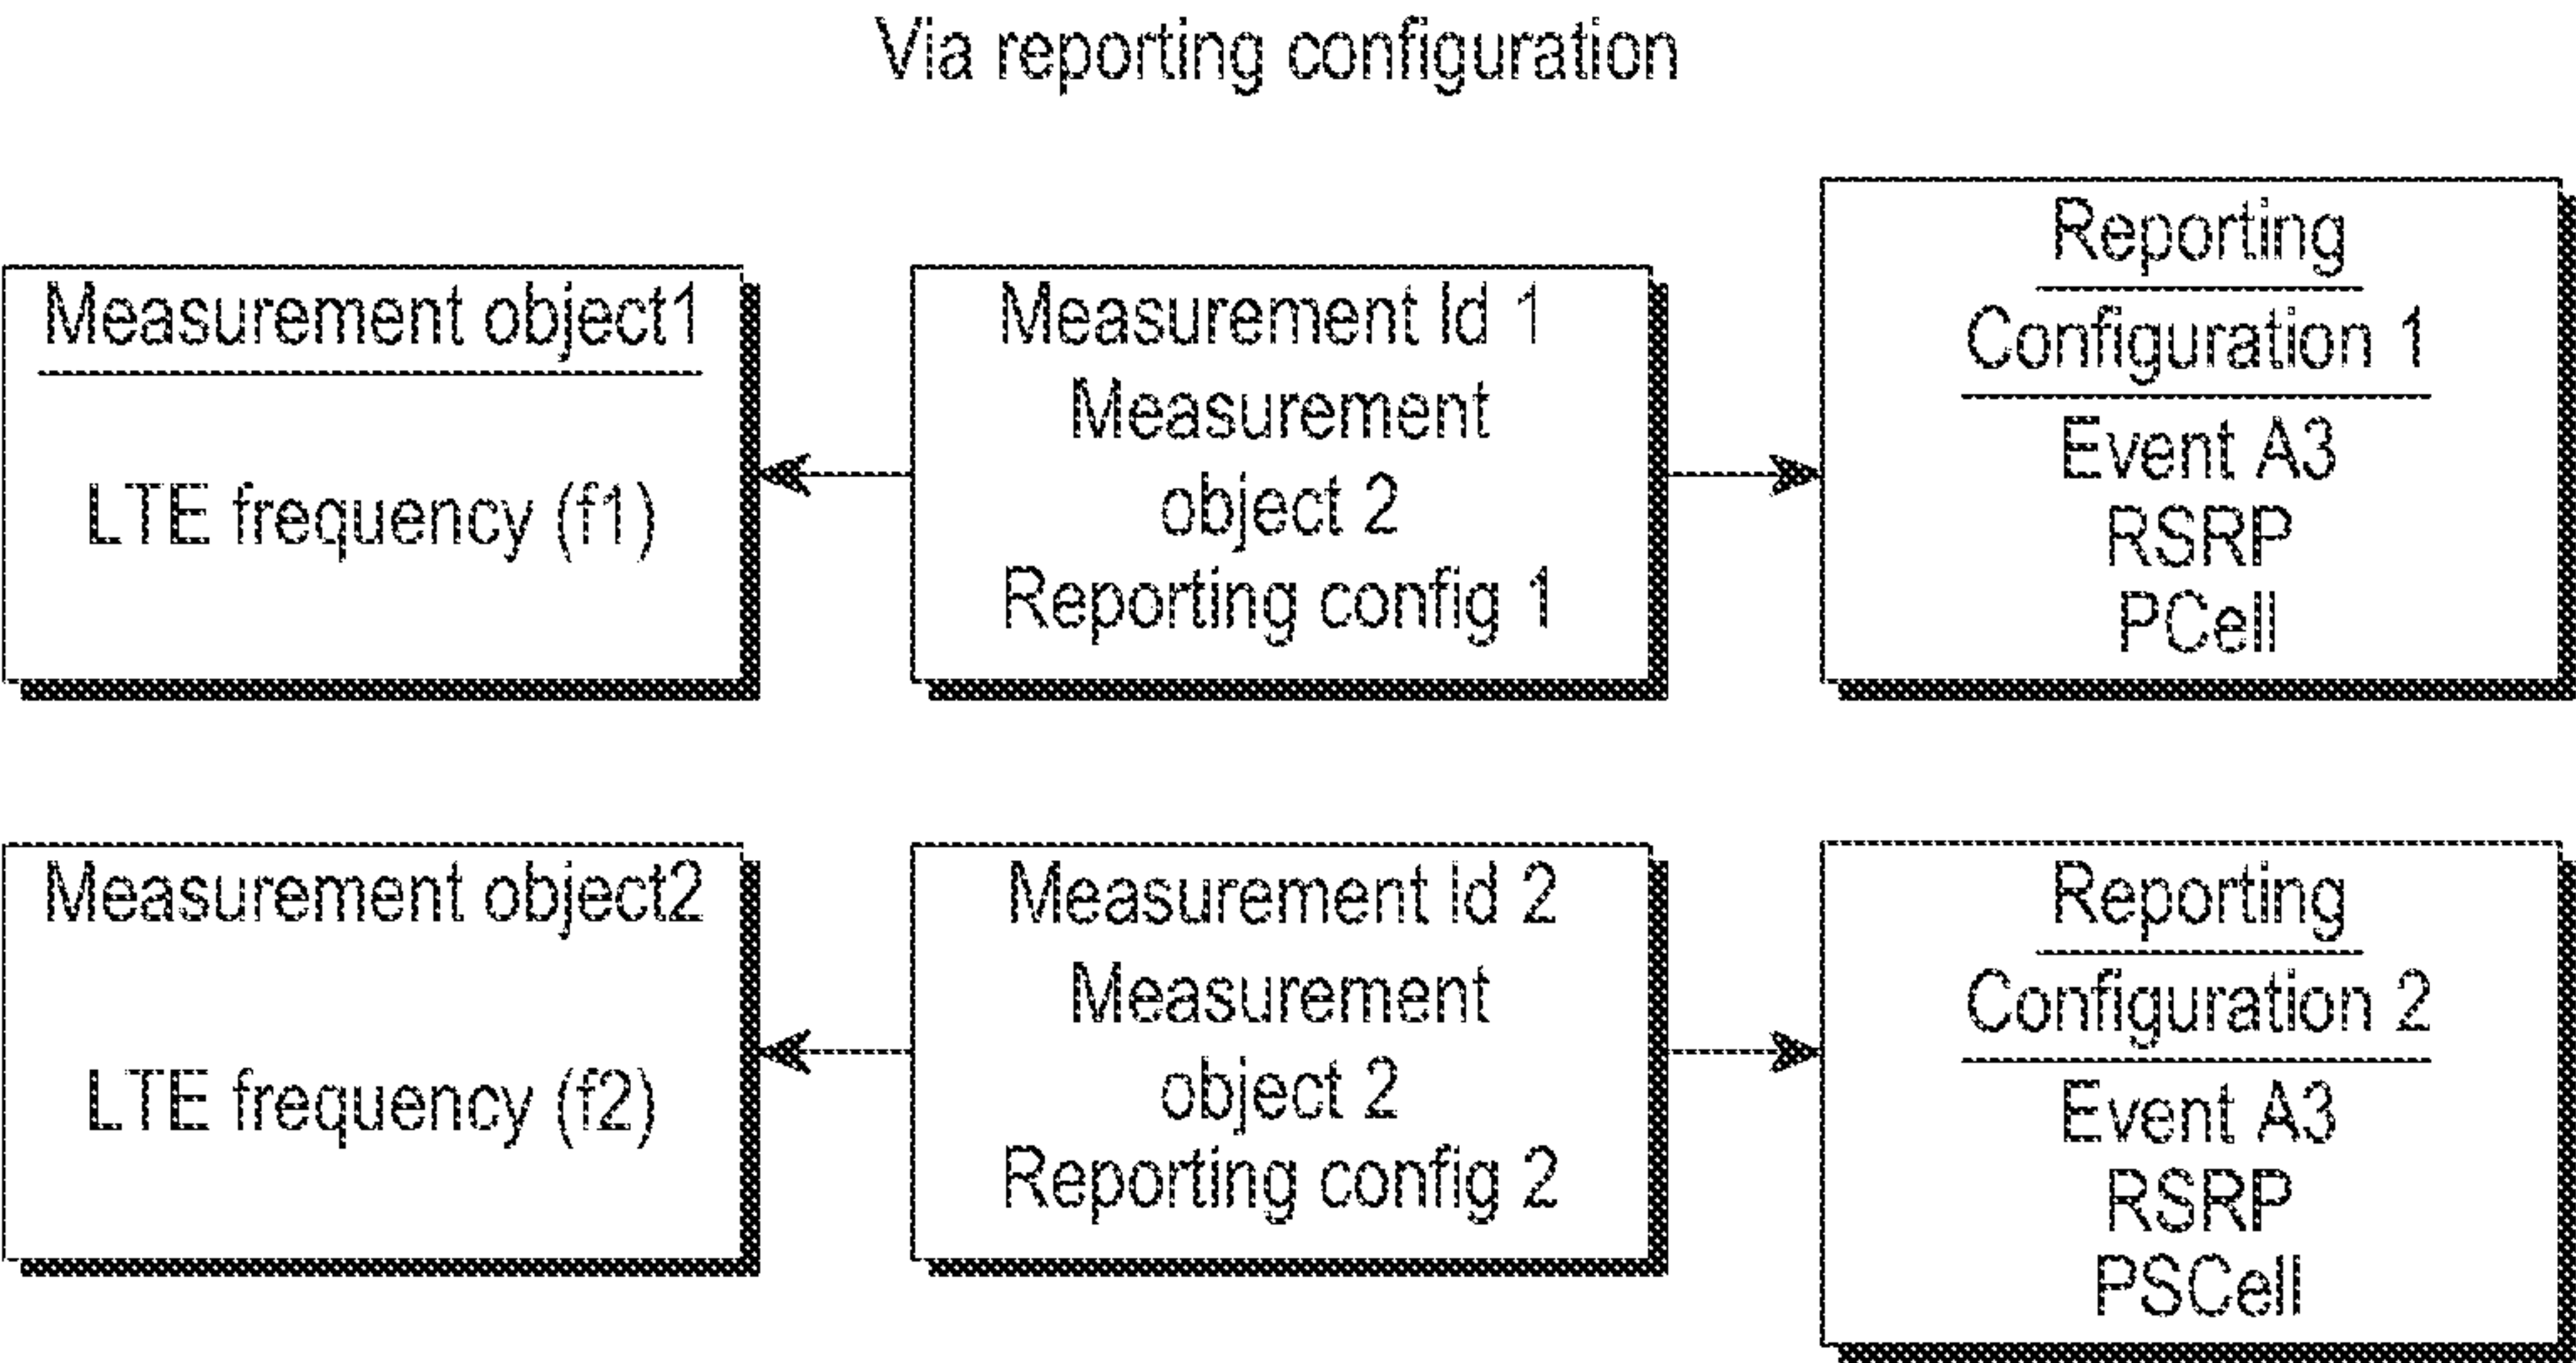 Via reporting configuration
Measurement object1
LTE frequency (f1)
Measurement Id 1
Measurement
object 2
Reporting config 1
Reporting
Configuration 1
Event A3
RSRP
PCell
Measurement object2
LTE frequency (f2)
Measurement Id 2
Measurement
object 2
Reporting config 2
Reporting
Configuration 2
Event A3
RSRP
PSCell